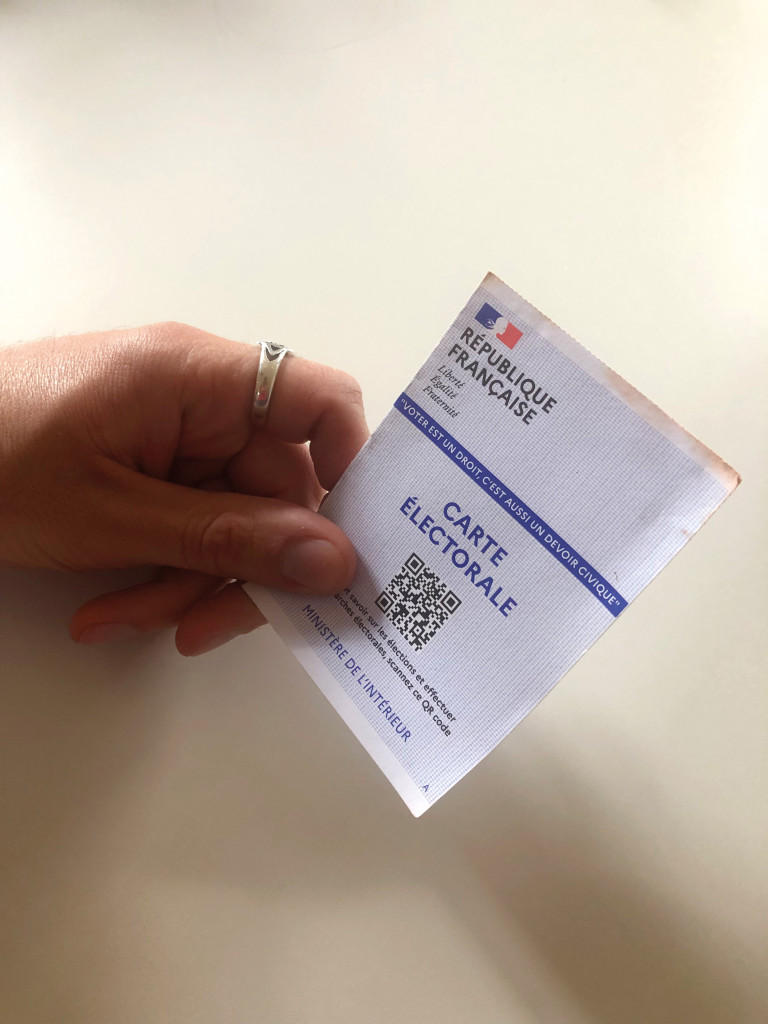 RÉPUBLIQUE
FRANÇAISE
Liberté
Égalité
Fraternité
"VOTER EST UN DROIT, C'EST AUSSI UN DEVOIR CIVIQUE"
CARTE
ÉLECTORALE
savoir sur les élections et effectuer
électorales, scannez ce QR code
MINISTÈRE DE L'INTÉRIEUR
A